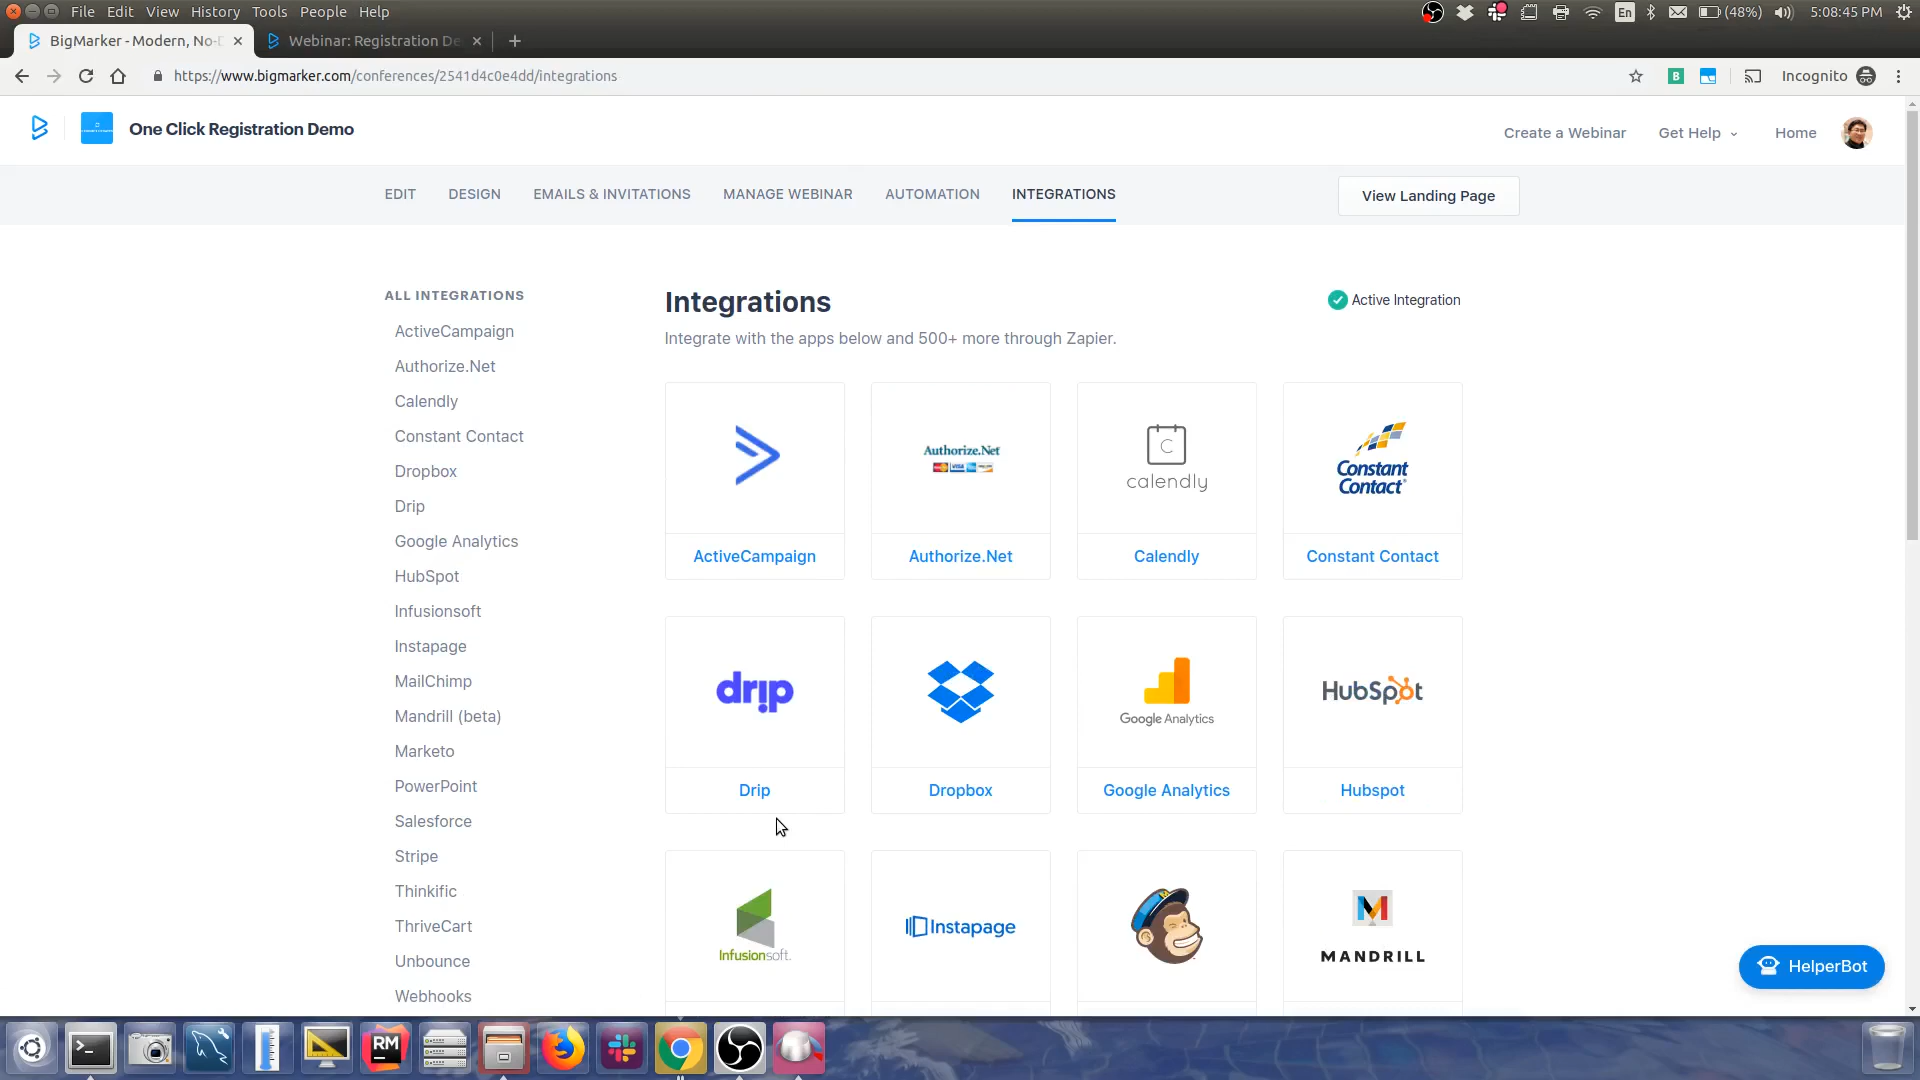 File Edit View History Tools People Help
En
(48%)
5:08:45 PM
BigMarker - Modern, No-D
Webinar: Registration De
https://www.bigmarker.com/conferences/2541d4c0e4dd/integrations
B
Incognito
One Click Registration Demo
Create a Webinar
Get Help
Home
EDIT
DESIGN
EMAILS & INVITATIONS
MANAGE WEBINAR
AUTOMATION
INTEGRATIONS
View Landing Page
ALL INTEGRATIONS
ActiveCampaign
Authorize.Net
Calendly
Constant Contact
Dropbox
Drip
Google Analytics
HubSpot
Infusionsoft
Instapage
MailChimp
Mandrill (beta)
Marketo
PowerPoint
Salesforce
Stripe
Thinkific
ThriveCart
Unbounce
Webhooks
Integrations
Active Integration
Integrate with the apps below and 500+ more through Zapier.
Authorize.Net
VISA
C
calendly
Constant
Contact
ActiveCampaign
Authorize.Net
Calendly
Constant Contact
drip
Google Analytics
HubSpot
Drip
Dropbox
Google Analytics
Hubspot
Infusionsoft.
Instapage
M
MANDRILL
HelperBot
RM